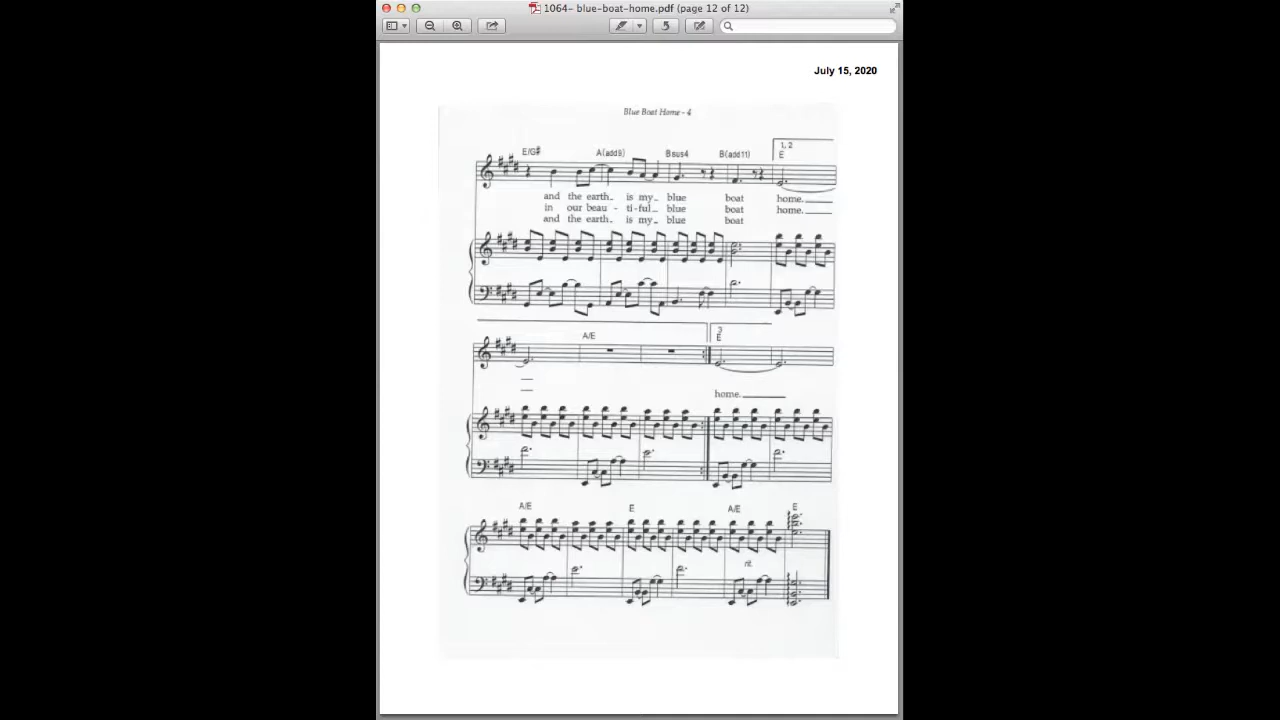 1064- blue-boat-home.pdf (page 12 of 12)
July 15, 2020
Blue Boat Home - 4
1, 2
E/G# A(add9) Bsus4 B(add11) E
and the earth is my blue boat home.
in our beau - ti-ful blue boat home.
and the earth is my blue boat
3
A/E E
home.
A/E E A/E E
rit.